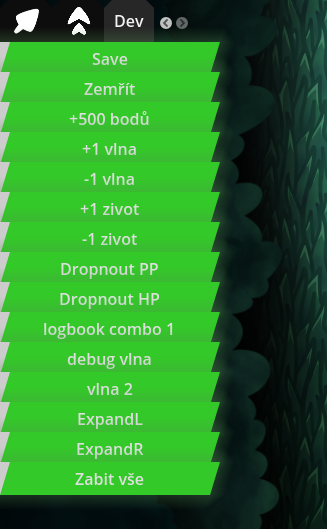 Dev
Save
Zemřít
+500 bodů
+1 vlna
-1 vlna
+1 zivot
-1 zivot
Dropnout PP
Dropnout HP
logbook combo 1
debug vlna
vlna 2
ExpandL
ExpandR
Zabit vše